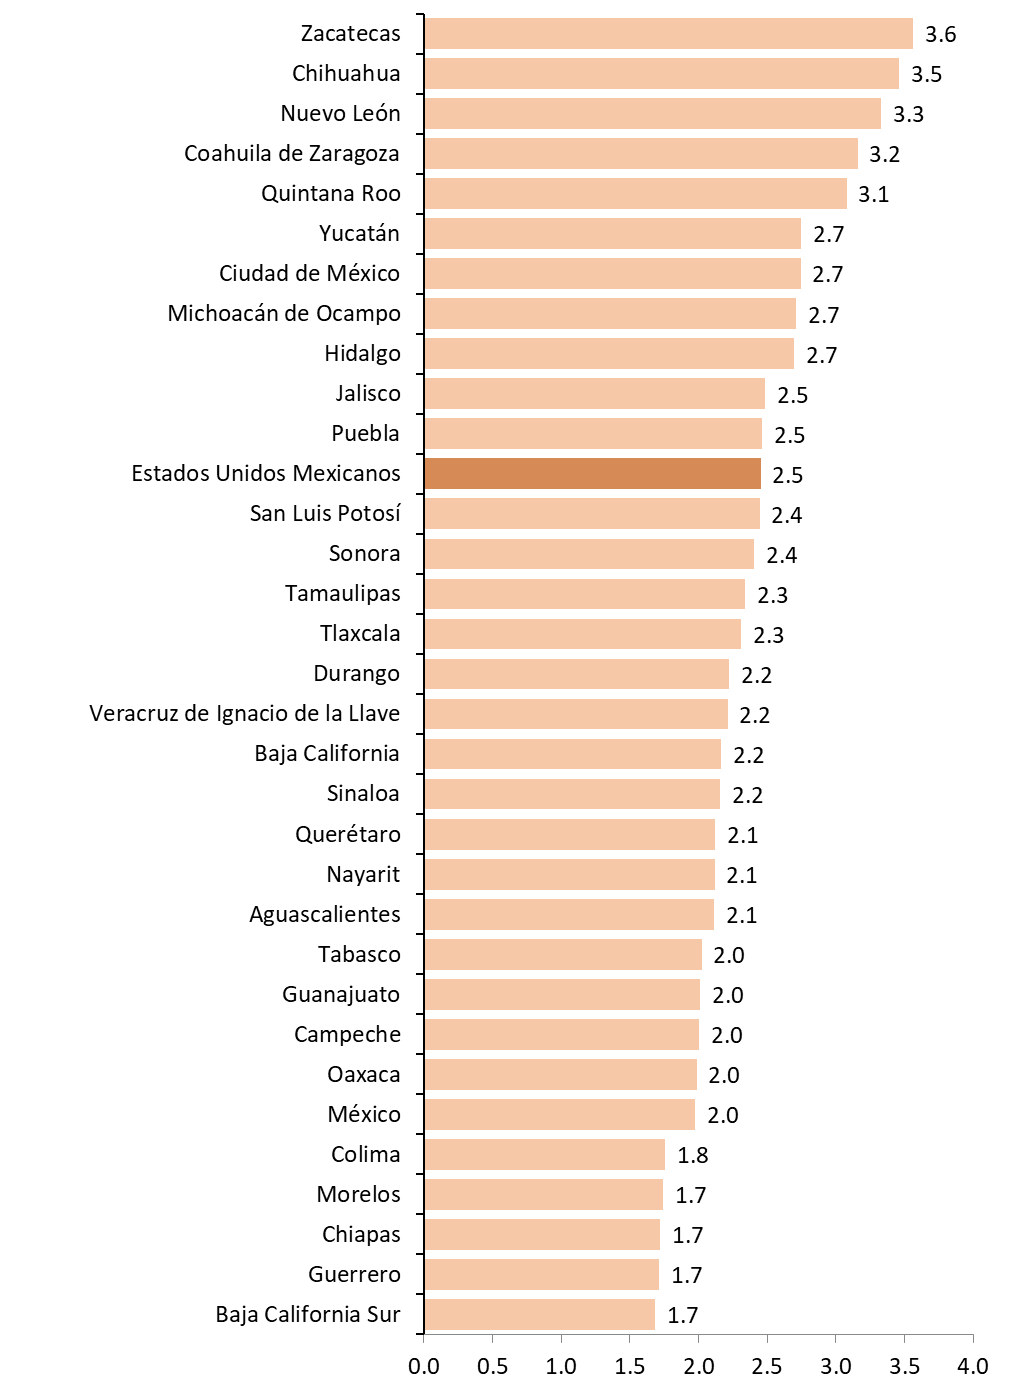 Zacatecas 3.6
Chihuahua 3.5
Nuevo León 3.3
Coahuila de Zaragoza 3.2
Quintana Roo 3.1
Yucatán 2.7
Ciudad de México 2.7
Michoacán de Ocampo 2.7
Hidalgo 2.7
Jalisco 2.5
Puebla 2.5
Estados Unidos Mexicanos 2.5
San Luis Potosí 2.4
Sonora 2.4
Tamaulipas 2.3
Tlaxcala 2.3
Durango 2.2
Veracruz de Ignacio de la Llave 2.2
Baja California 2.2
Sinaloa 2.2
Querétaro 2.1
Nayarit 2.1
Aguascalientes 2.1
Tabasco 2.0
Guanajuato 2.0
Campeche 2.0
Oaxaca 2.0
México 2.0
Colima 1.8
Morelos 1.7
Chiapas 1.7
Guerrero 1.7
Baja California Sur 1.7
0.0 0.5 1.0 1.5 2.0 2.5 3.0 3.5 4.0